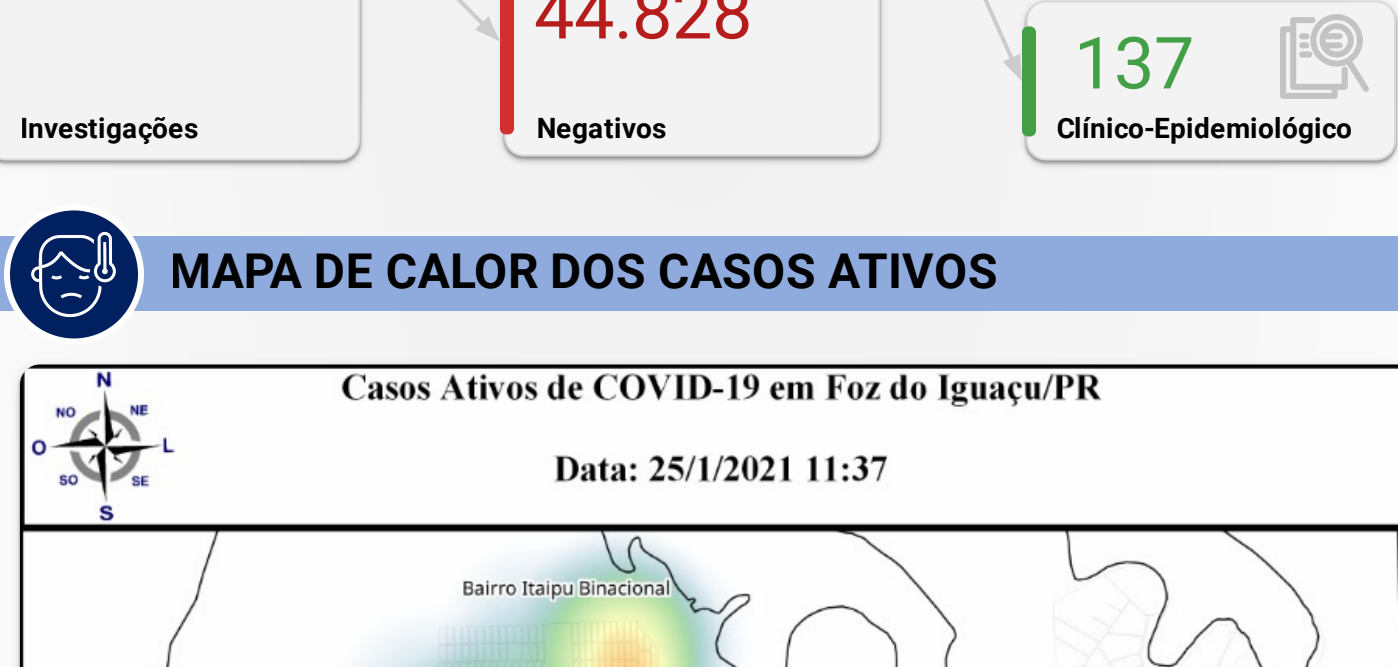 44.828
137
Investigações
Negativos
Clínico-Epidemiológico
MAPA DE CALOR DOS CASOS ATIVOS
N
NO
NE
O
L
SO
SE
S
Casos Ativos de COVID-19 em Foz do Iguaçu/PR
Data: 25/1/2021 11:37
Bairro Itaipu Binacional